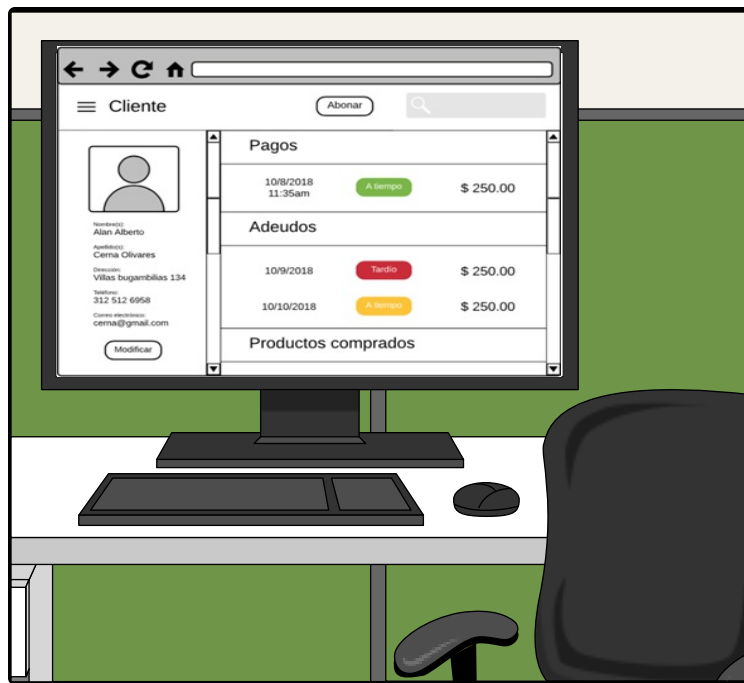 Cliente
Abonar
Nombre(s):
Alan Alberto
Apellido(s):
Cerna Olivares
Dirección:
Villas bugambilias 134
Teléfono:
312 512 6958
Correo electrónico:
cerna@gmail.com
Modificar
Pagos
10/8/2018
11:35am
A tiempo
$ 250.00
Adeudos
10/9/2018
Tardío
$ 250.00
10/10/2018
A tiempo
$ 250.00
Productos comprados